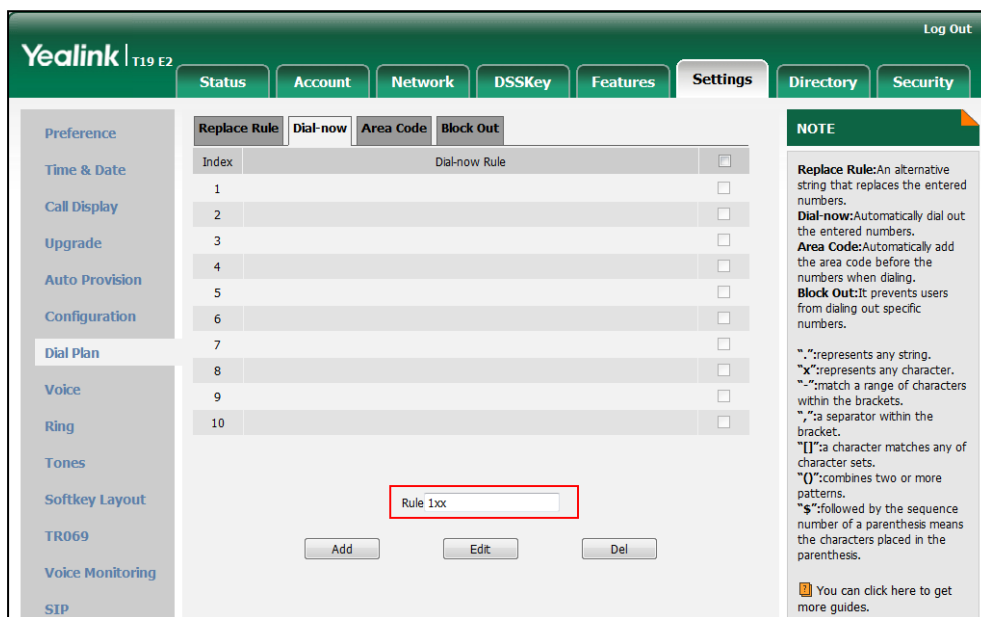 Log Out
Yealink | T19 E2
Status Account Network DSSKey Features Settings Directory Security
Preference
Time & Date
Call Display
Upgrade
Auto Provision
Configuration
Dial Plan
Voice
Ring
Tones
Softkey Layout
TR069
Voice Monitoring
SIP
Replace Rule Dial-now Area Code Block Out
Index Dial-now Rule
1
2
3
4
5
6
7
8
9
10
Rule 1xx
Add Edit Del
NOTE
Replace Rule:An alternative
string that replaces the entered
numbers.
Dial-now:Automatically dial out
the entered numbers.
Area Code:Automatically add
the area code before the
numbers when dialing.
Block Out:It prevents users
from dialing out specific
numbers.
".":represents any string.
"x":represents any character.
"-":match a range of characters
within the brackets.
",":a separator within the
bracket.
"[]":a character matches any of
character sets.
"()":combines two or more
patterns.
"$":followed by the sequence
number of a parenthesis means
the characters placed in the
parenthesis.
You can click here to get
more guides.